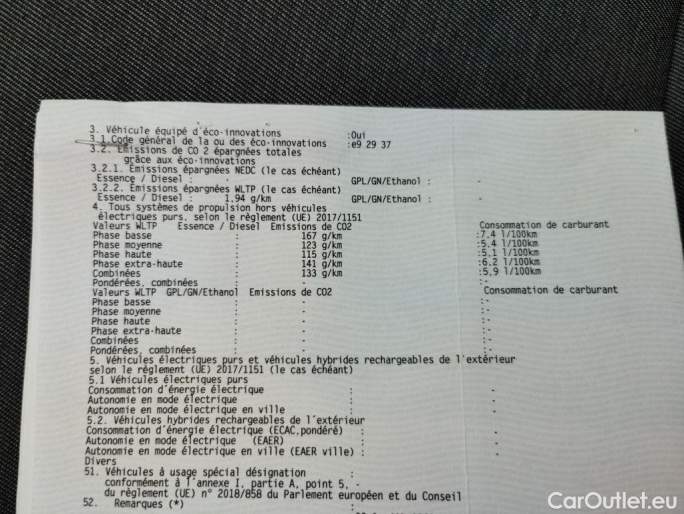 3. Véhicule équipé d'éco-innovations :Oui
3.1 Code général de la ou des éco-innovations :e9 29 37
3.2. Émissions de CO 2 épargnées totales
grâce aux éco-innovations
3.2.1. Émissions épargnées NEDC (le cas échéant)
Essence / Diesel : - GPL/GN/Ethanol : -
3.2.2. Émissions épargnées WLTP (le cas échéant)
Essence / Diesel : 1.94 g/km GPL/GN/Ethanol : -
4. Tous systèmes de propulsion hors véhicules
électriques purs, selon le règlement (UE) 2017/1151
Valeurs WLTP Essence / Diesel Emissions de CO2 Consommation de carburant
Phase basse : 167 g/km :7,4 l/100km
Phase moyenne : 123 g/km :5,4 l/100km
Phase haute : 115 g/km :5,1 l/100km
Phase extra-haute : 141 g/km :6,2 l/100km
Combinées : 133 g/km :5,9 l/100km
Pondérées, combinées : - :-
Valeurs WLTP GPL/GN/Ethanol Emissions de CO2 Consommation de carburant
Phase basse : - :-
Phase moyenne : - :-
Phase haute : - :-
Phase extra-haute : - :-
Combinées : - :-
Pondérées, combinées : - :-
5. Véhicules électriques purs et véhicules hybrides rechargeables de l'extérieur
selon le règlement (UE) 2017/1151 (le cas échéant)
5.1 Véhicules électriques purs
Consommation d'énergie électrique : -
Autonomie en mode électrique : -
Autonomie en mode électrique en ville : -
5.2. Véhicules hybrides rechargeables de l'extérieur
Consommation d'énergie électrique (ECAC,pondéré) : -
Autonomie en mode électrique (EAER) : -
Autonomie en mode électrique en ville (EAER ville) : -
Divers
51. Véhicules à usage spécial désignation :
conformément à l'annexe I, partie A, point 5, -
du règlement (UE) n° 2018/858 du Parlement européen et du Conseil
52. Remarques (*) :
CarOutlet.eu